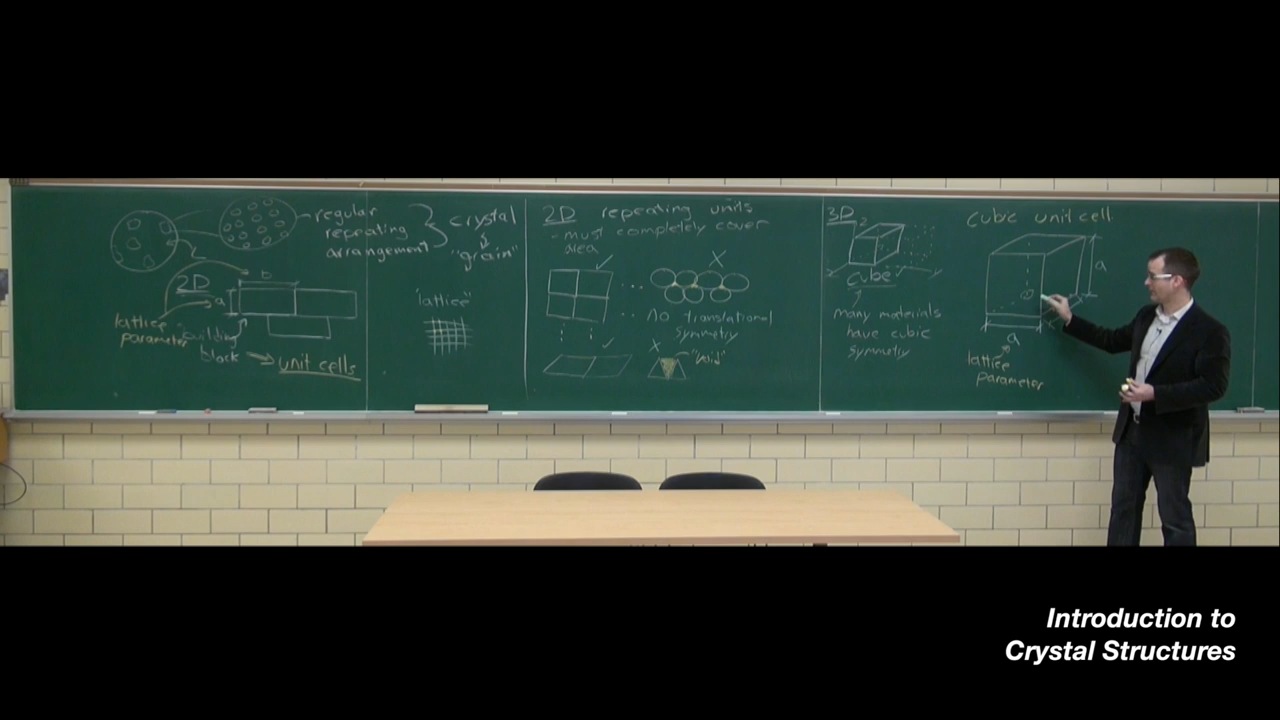 regular
repeating
arrangement
crystal
"grain"
2D
b
a
lattice
parameter
building
block
unit cells
'lattice'
2D repeating units
- must completely cover
area
X
no translational
symmetry
X
"void"
3D
z
y
cube
many materials
have cubic
symmetry
cubic unit cell
a
a
lattice
parameter
Introduction to
Crystal Structures